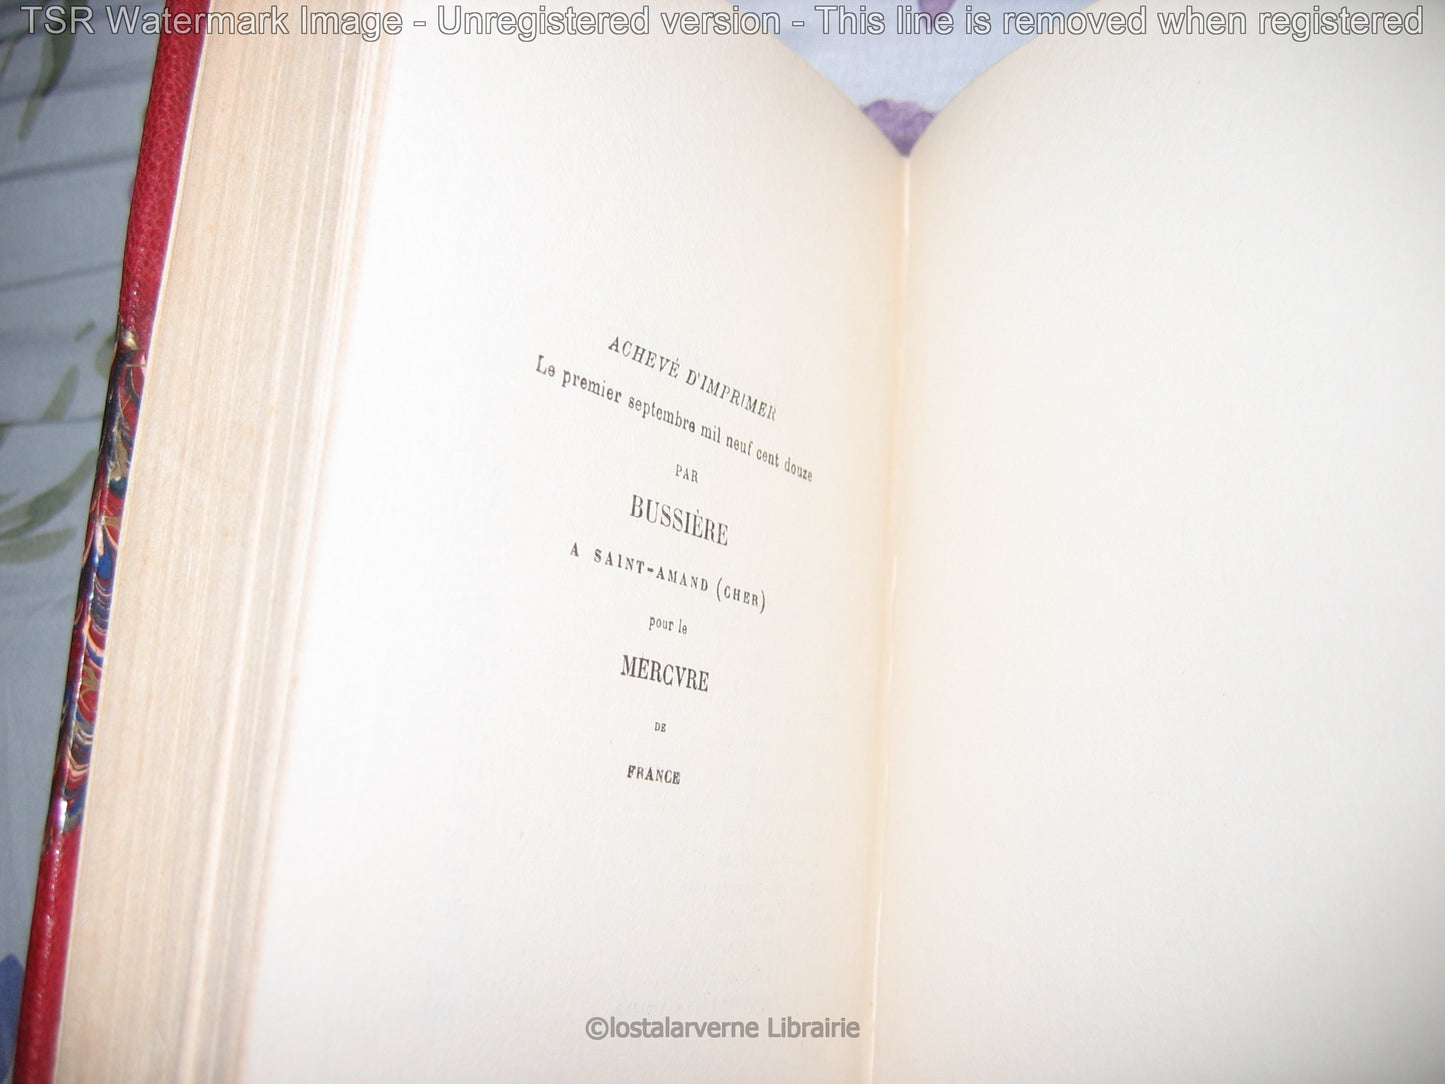 TSR Watermark Image - Unregistered version - This line is removed when registered
ACHEVÉ D'IMPRIMER
Le premier septembre mil neuf cent douze
PAR
BUSSIÈRE
A SAINT-AMAND (CHER)
pour le
MERCVRE
DE
FRANCE
©lostalarverne Librairie